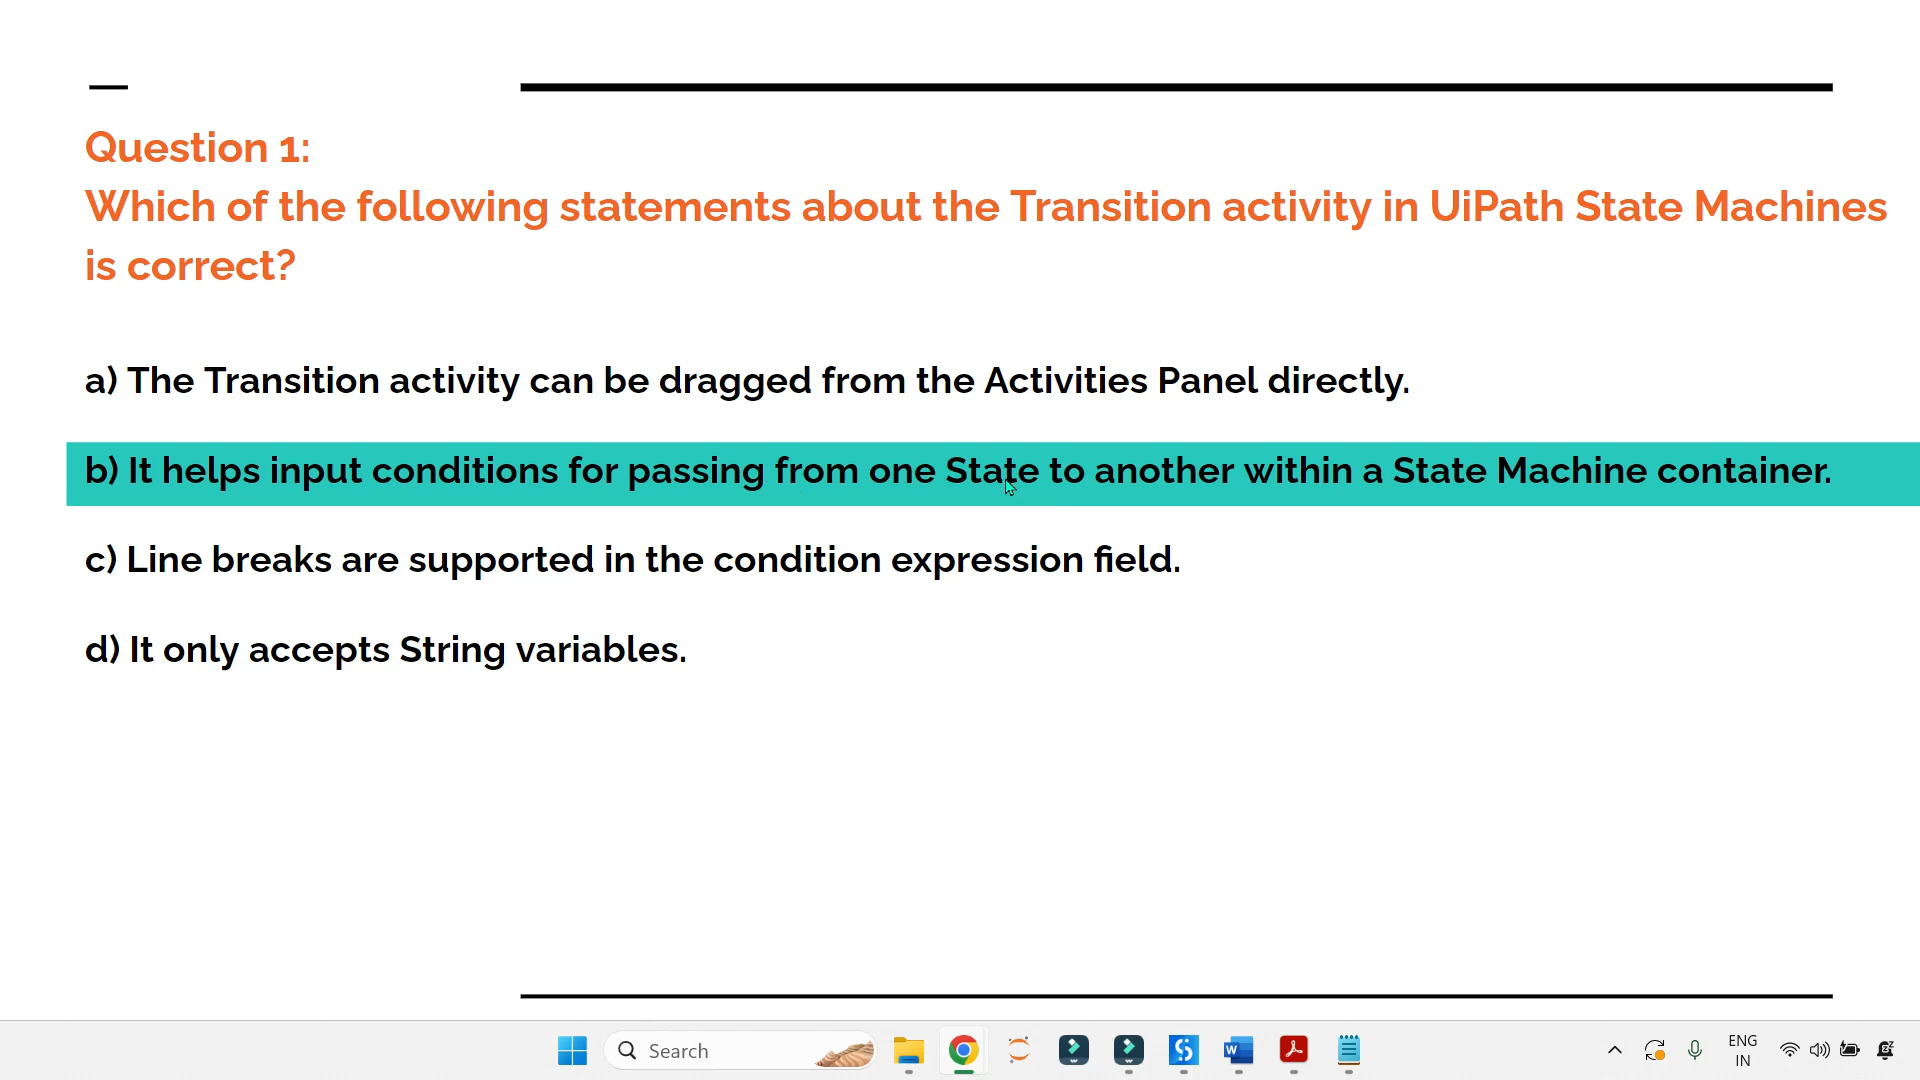 Question 1:
Which of the following statements about the Transition activity in UiPath State Machines
is correct?
a) The Transition activity can be dragged from the Activities Panel directly.
b) It helps input conditions for passing from one State to another within a State Machine container.
c) Line breaks are supported in the condition expression field.
d) It only accepts String variables.
Search
ENG
IN